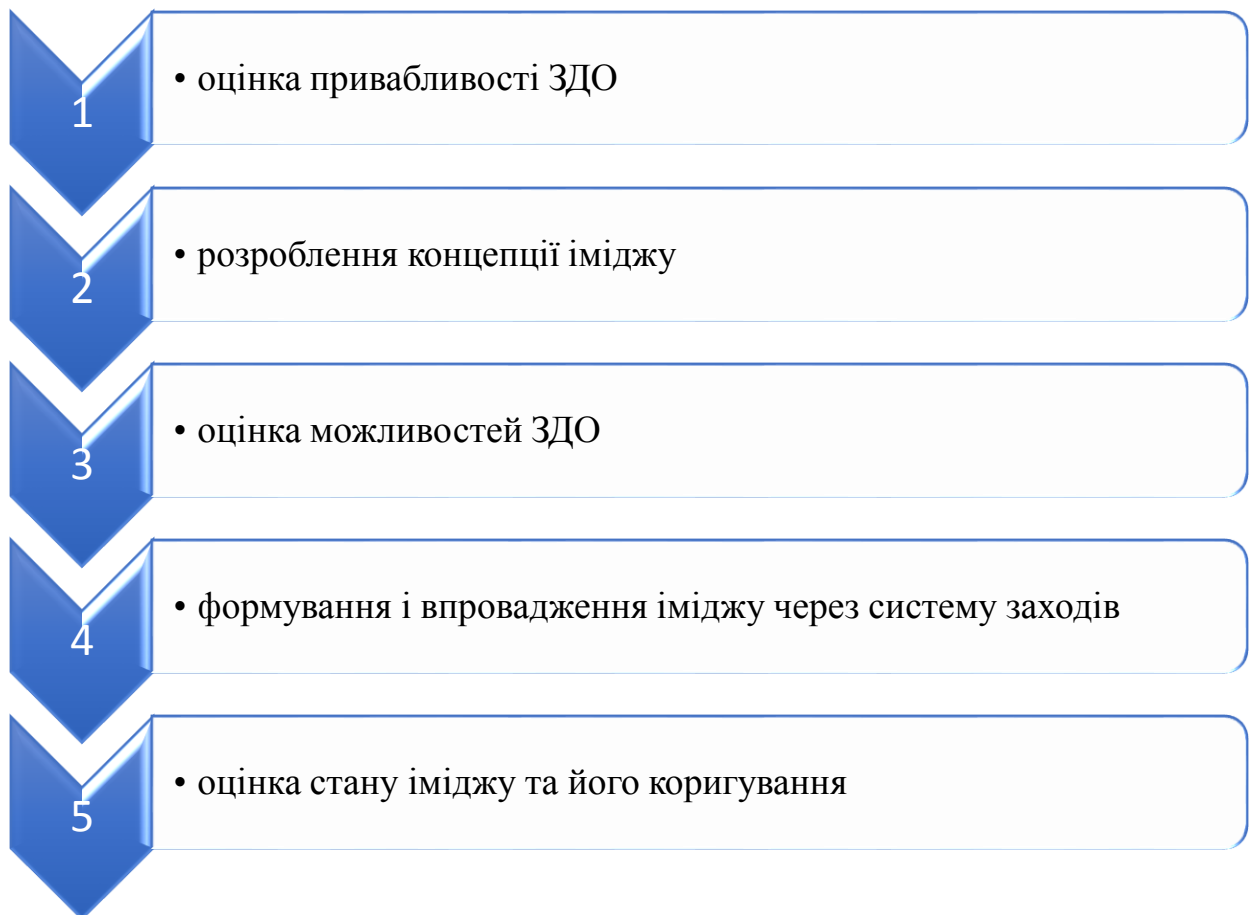 1
• оцінка привабливості ЗДО
2
• розроблення концепції іміджу
3
• оцінка можливостей ЗДО
4
• формування і впровадження іміджу через систему заходів
5
• оцінка стану іміджу та його коригування